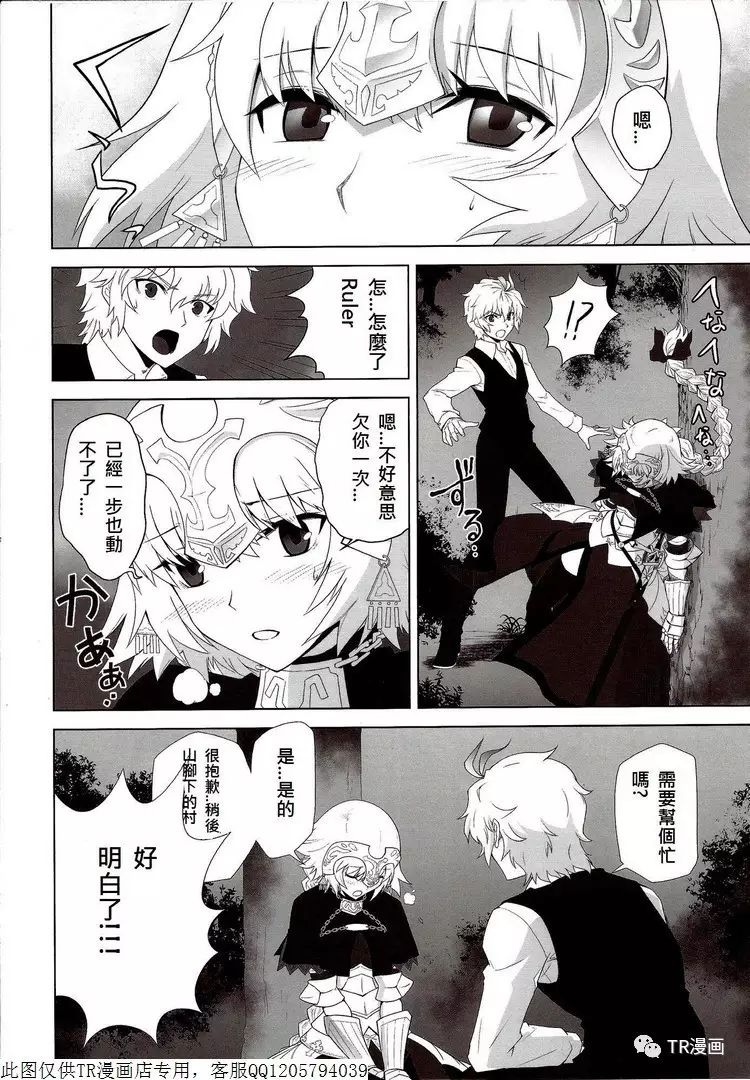 嗯…
!?
へなへなへな…
ずる…
怎…怎麼了
Ruler
嗯…不好意思
欠你一次…
已經一步也動
不了了……
かあぁぁ…
需要幫個忙
嗎?
是…是的
很抱歉…稍後
山腳下的村
好
明白了!!!
TR漫画
此图仅供TR漫画店专用，客服QQ1205794039